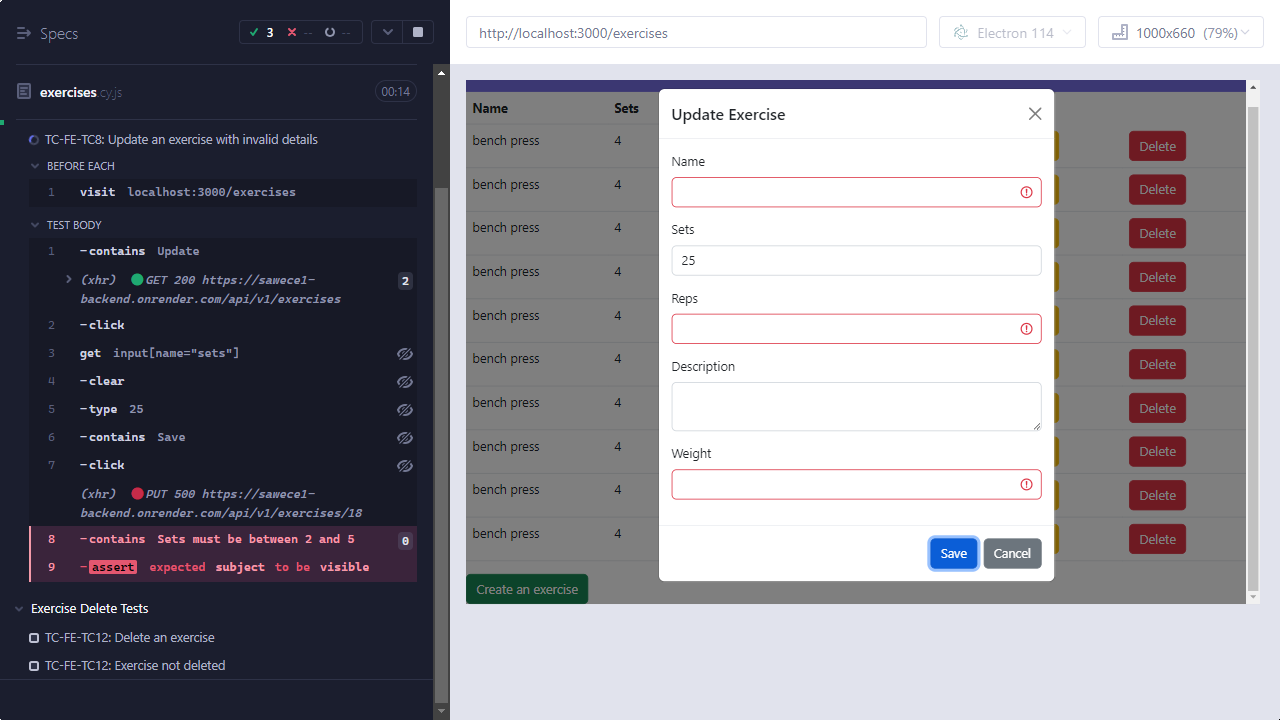 Specs
3
--
--
exercises.cy.js
00:14
TC-FE-TC8: Update an exercise with invalid details
BEFORE EACH
1 visit localhost:3000/exercises
TEST BODY
1 -contains Update
(xhr) GET 200 https://sawece1-
backend.onrender.com/api/v1/exercises
2
2 -click
3 get input[name="sets"]
4 -clear
5 -type 25
6 -contains Save
7 -click
(xhr) PUT 500 https://sawece1-
backend.onrender.com/api/v1/exercises/18
8 -contains Sets must be between 2 and 5 0
9 -assert expected subject to be visible
Exercise Delete Tests
TC-FE-TC12: Delete an exercise
TC-FE-TC12: Exercise not deleted
http://localhost:3000/exercises
Electron 114
1000x660 (79%)
Name Sets
bench press 4 Delete
bench press 4 Delete
bench press 4 Delete
bench press 4 Delete
bench press 4 Delete
bench press 4 Delete
bench press 4 Delete
bench press 4 Delete
bench press 4 Delete
bench press 4 Delete
Create an exercise
Update Exercise
Name
Sets
25
Reps
Description
Weight
Save Cancel